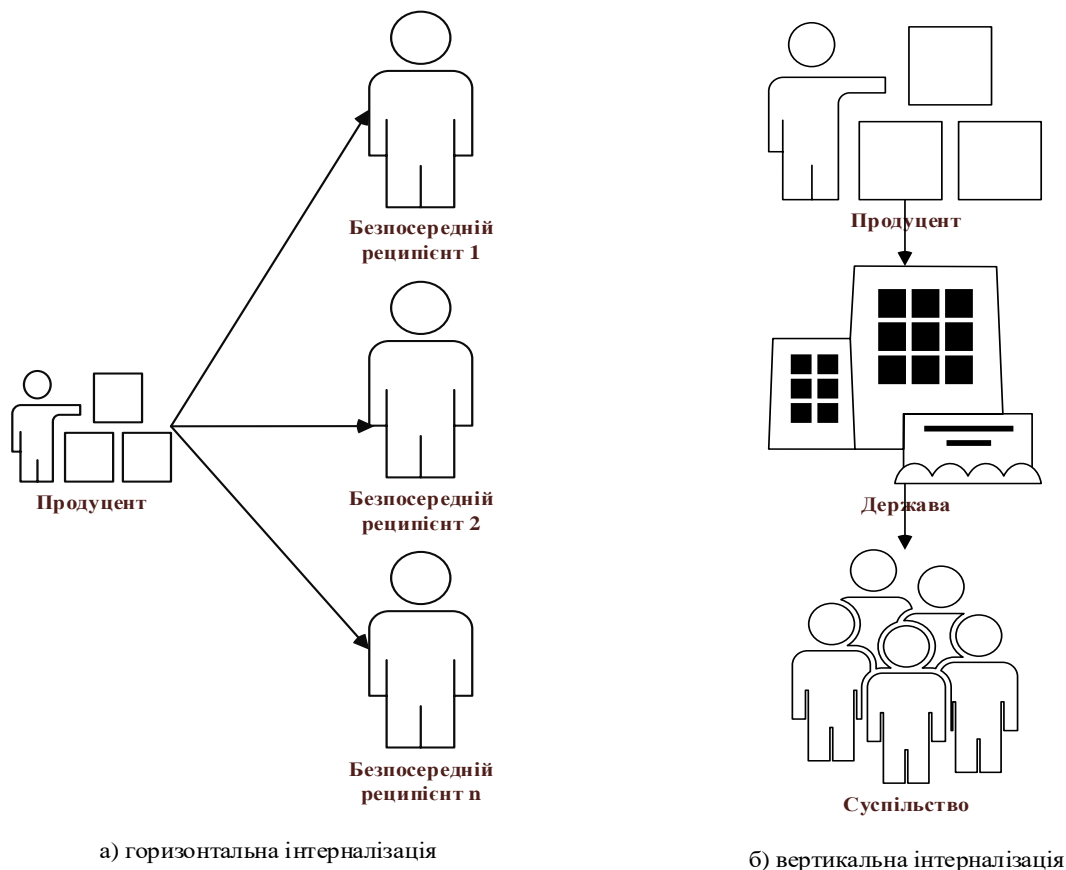 Безпосередній
реципієнт 1
Продуцент
Безпосередній
реципієнт 2
Безпосередній
реципієнт n
а) горизонтальна інтерналізація
Продуцент
Держава
Суспільство
б) вертикальна інтерналізація